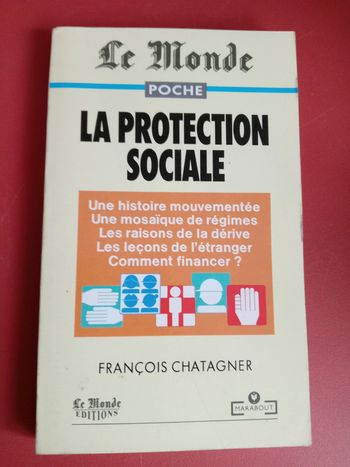 Le Monde
POCHE
LA PROTECTION
SOCIALE
Une histoire mouvementée
Une mosaïque de régimes
Les raisons de la dérive
Les leçons de l'étranger
Comment financer ?
FRANÇOIS CHATAGNER
Le Monde
EDITIONS
MARABOUT